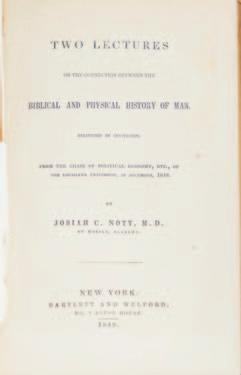 TWO LECTURES
ON THE CONNECTION BETWEEN THE
BIBLICAL AND PHYSICAL HISTORY OF MAN.
DELIVERED BY INVITATION
FROM THE CHAIR OF POLITICAL ECONOMY, ETC., OF
THE LOUISIANA UNIVERSITY, IN DECEMBER, 1848.
BY
JOSIAH C. NOTT, M.D.
OF MOBILE, ALABAMA.
NEW YORK:
BARTLETT AND WELFORD,
NO. 7 ASTOR HOUSE.
1849.